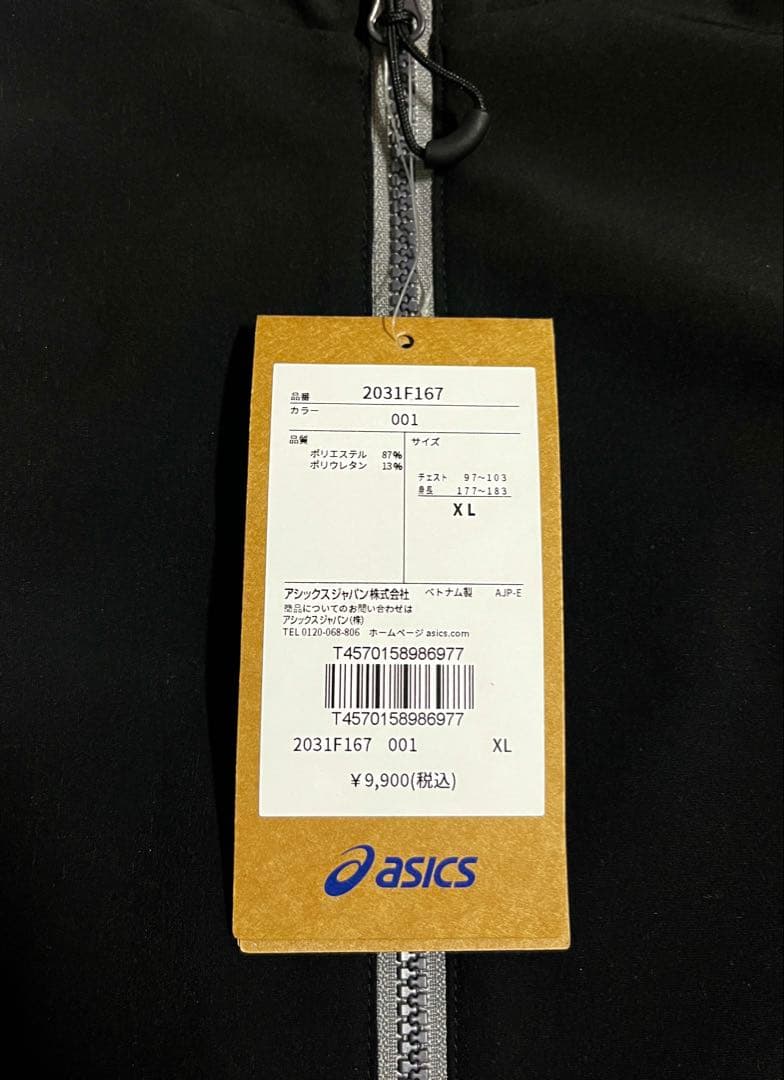 品番 2031F167
カラー 001
品質
ポリエステル 87%
ポリウレタン 13%
サイズ
チェスト 97～103
身長 177～183
XL
アシックスジャパン株式会社 ベトナム製 AJP-E
商品についてのお問い合わせは
アシックスジャパン(株)
TEL 0120-068-806 ホームページ asics.com
T4570158986977
T4570158986977
2031F167 001 XL
￥9,900(税込)
asics